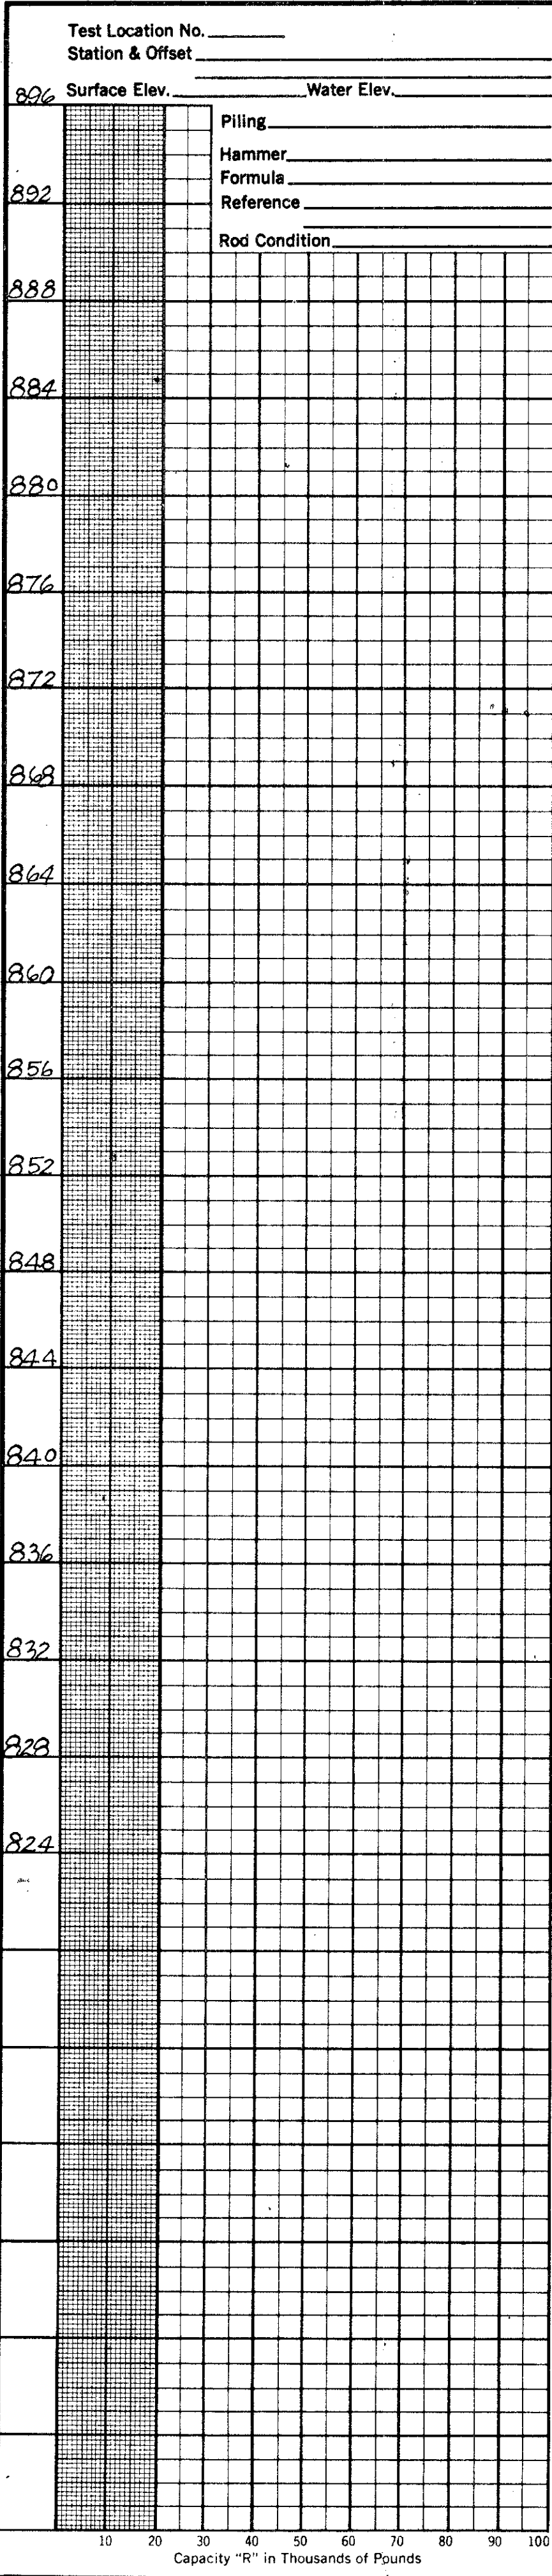 Test Location No.
Station & Offset
Surface Elev. Water Elev.
896
Piling
Hammer
Formula
892
Reference
Rod Condition
888
884
880
876
872
868
864
860
856
852
848
844
840
836
832
828
824
10 20 30 40 50 60 70 80 90 100
Capacity "R" in Thousands of Pounds